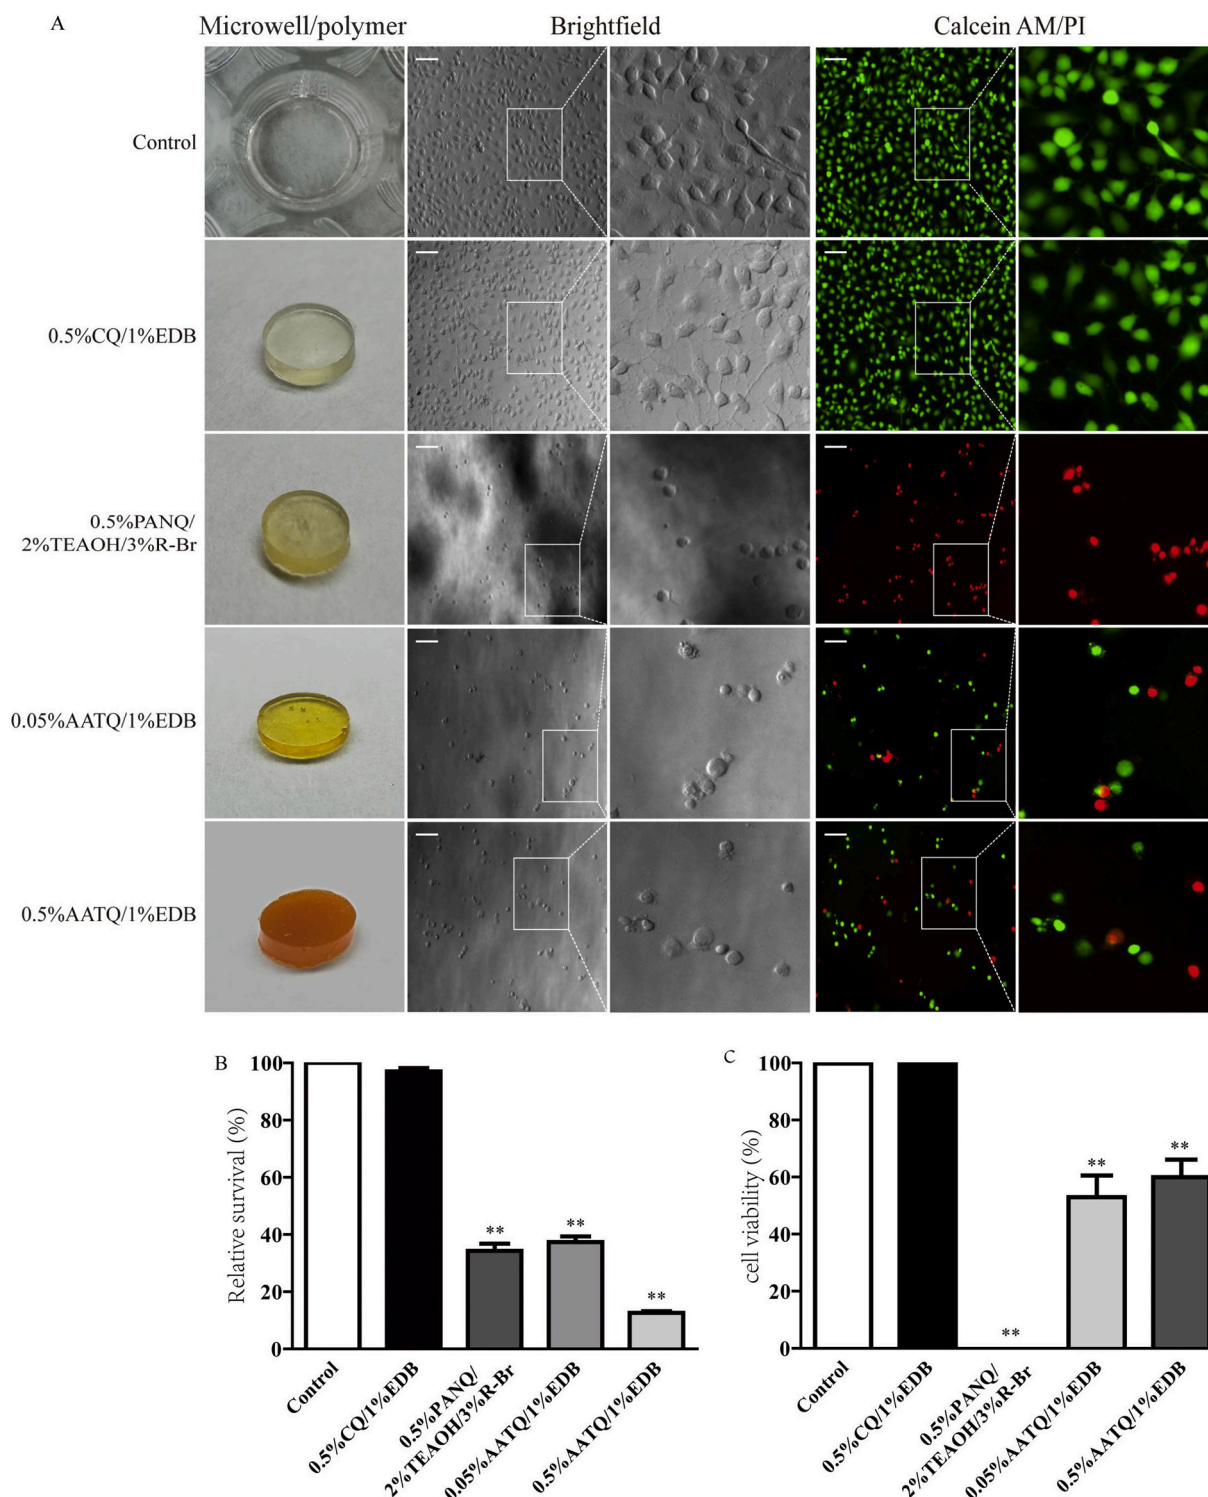 A
Microwell/polymer
Brightfield
Calcein AM/PI
Control
0.5%CQ/1%EDB
0.5%PANQ/
2%TEAOH/3%R-Br
0.05%AATQ/1%EDB
0.5%AATQ/1%EDB
B
Relative survival (%)
100
80
60
40
20
0
**
**
**
Control
0.5%CQ/1%EDB
0.5%PANQ/
2%TEAOH/3%R-Br
0.05%AATQ/1%EDB
0.5%AATQ/1%EDB
C
cell viability (%)
100
80
60
40
20
0
**
**
**
Control
0.5%CQ/1%EDB
0.5%PANQ/
2%TEAOH/3%R-Br
0.05%AATQ/1%EDB
0.5%AATQ/1%EDB